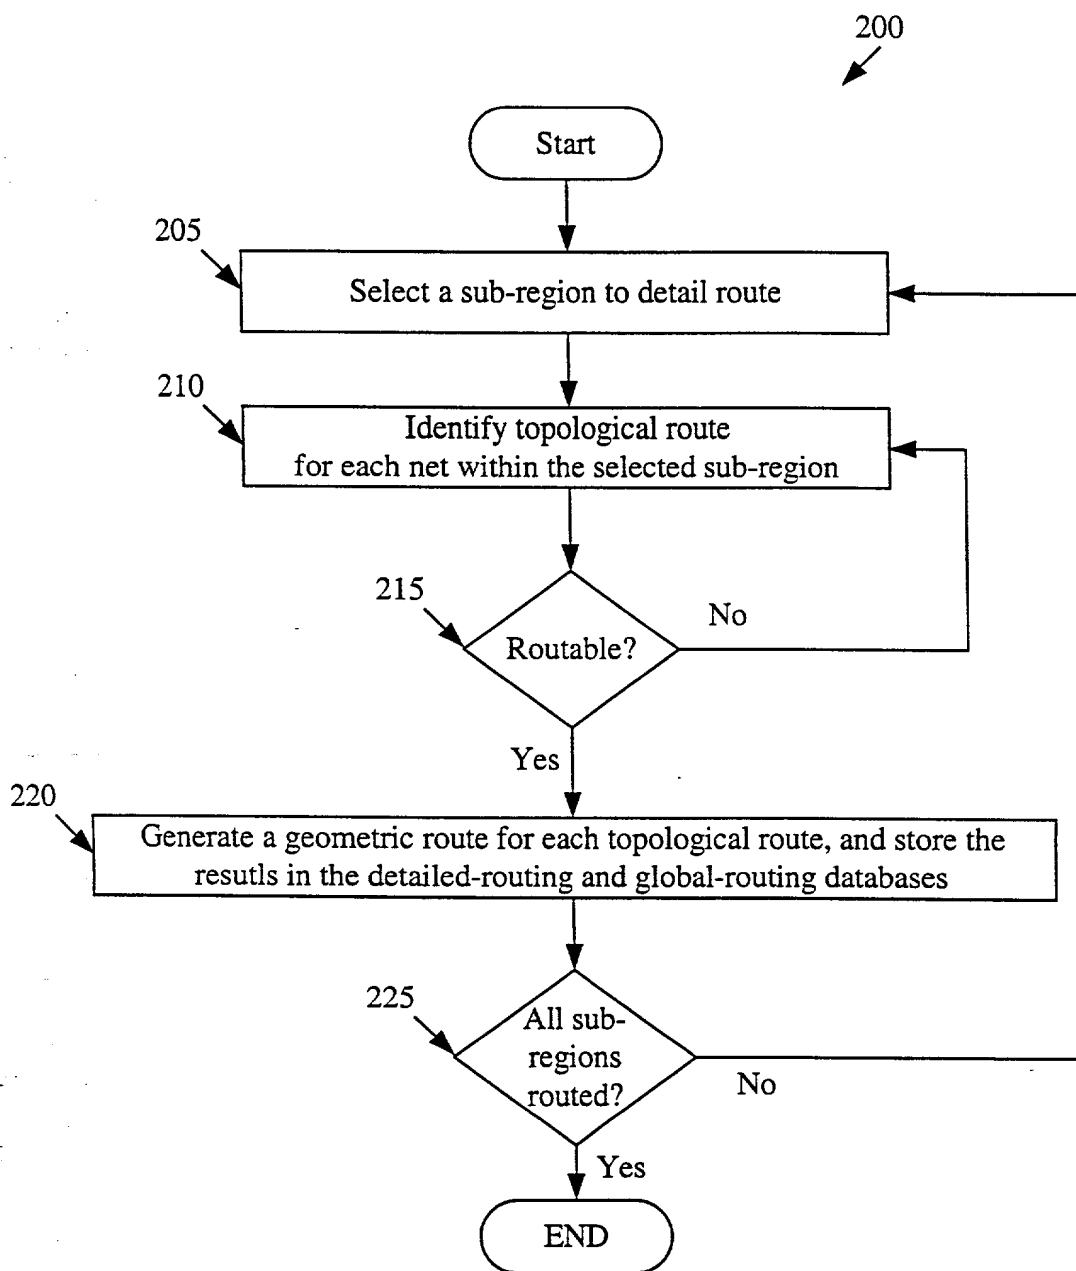 200
Start
205
Select a sub-region to detail route
210
Identify topological route
for each net within the selected sub-region
215
Routable?
No
Yes
220
Generate a geometric route for each topological route, and store the
resutls in the detailed-routing and global-routing databases
225
All sub-
regions
routed?
No
Yes
END